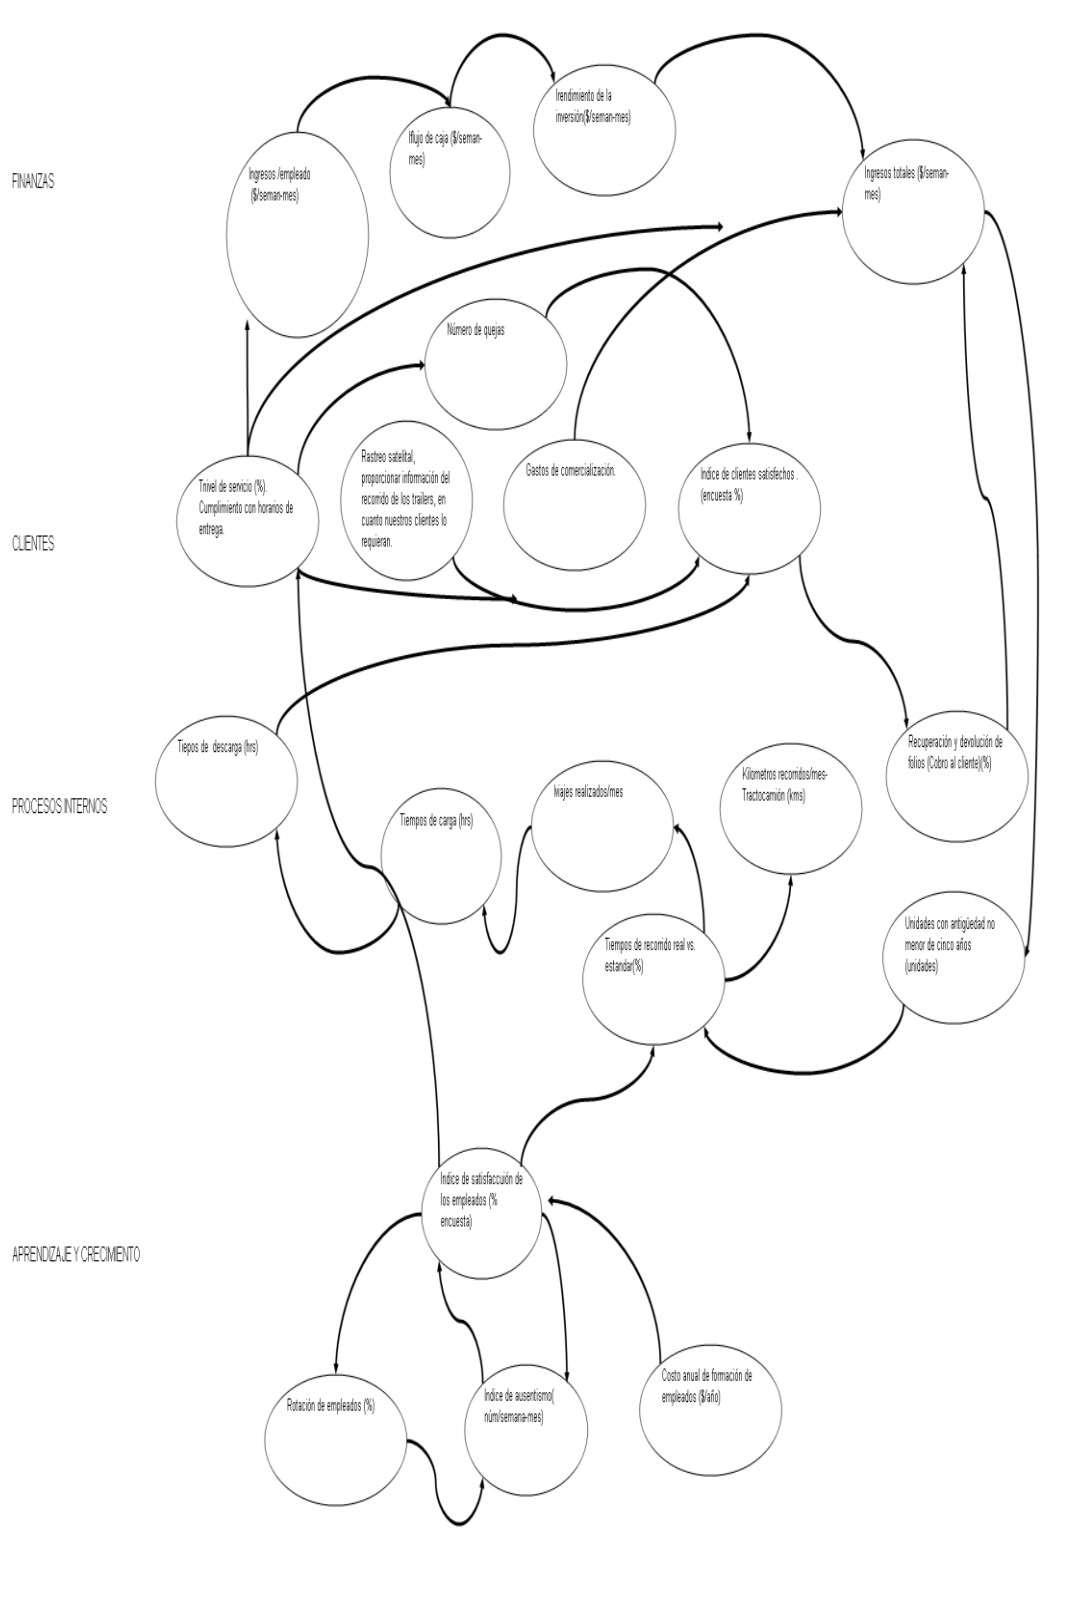 Irendimiento de la
inversión($/seman-mes)
Iflujo de caja ($/seman-
mes)
FINANZAS
Ingresos /empleado
($/seman-mes)
Ingresos totales ($/seman-
mes)
Número de quejas
CLIENTES
Tnivel de servicio (%).
Cumplimiento con horarios de
entrega.
Rastreo satelital,
proporcionar información del
recorrido de los trailers, en
cuanto nuestros clientes lo
requieran.
Gastos de comercialización.
Indice de clientes satisfechos .
(encuesta %)
PROCESOS INTERNOS
Tiepos de descarga (hrs)
Tiempos de carga (hrs)
Iviajes realizados/mes
Kilometros recorridos/mes-
Tractocamión (kms)
Recuperación y devolución de
folios (Cobro al cliente)(%)
Tiempos de recorrido real vs.
estandar(%)
Unidades con antigüedad no
menor de cinco años
(unidades)
APRENDIZAJE Y CRECIMIENTO
Indice de satisfaccuión de
los empleados (%
encuesta)
Rotación de empleados (%)
Indice de ausentismo(
núm/semana-mes)
Costo anual de formación de
empleados ($/año)